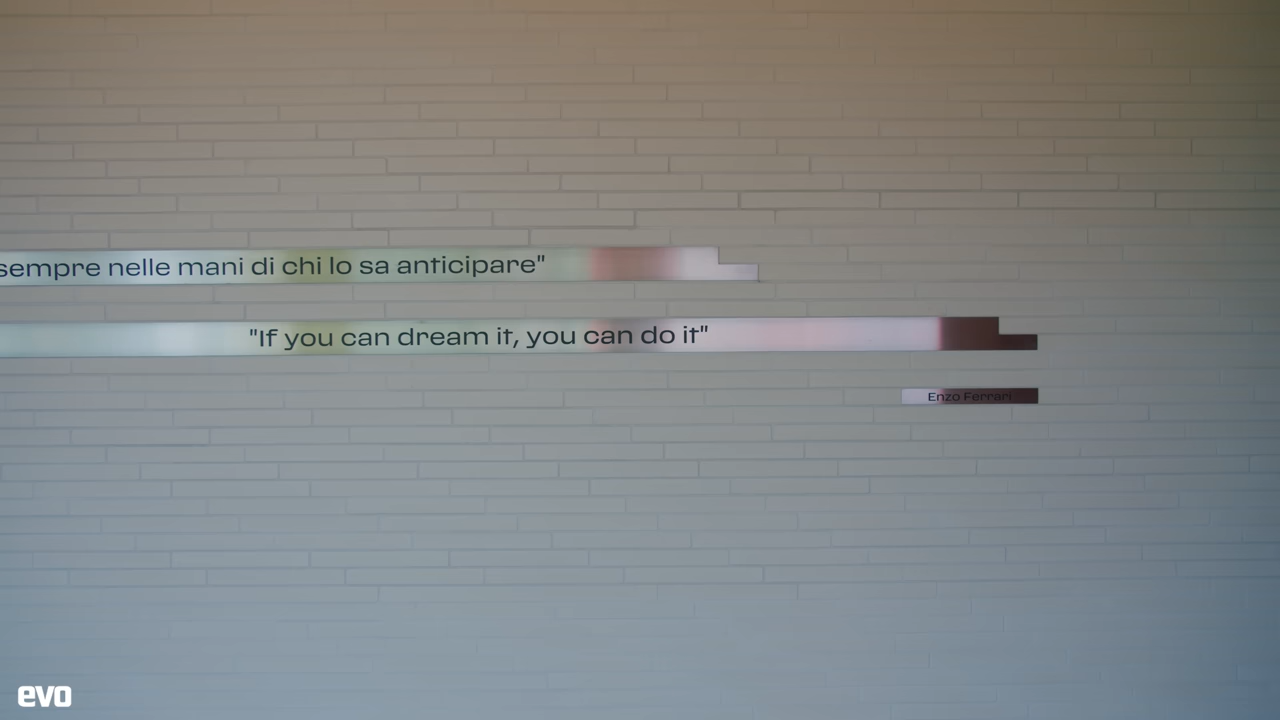 sempre nelle mani di chi lo sa anticipare"
"If you can dream it, you can do it"
Enzo Ferrari
evo